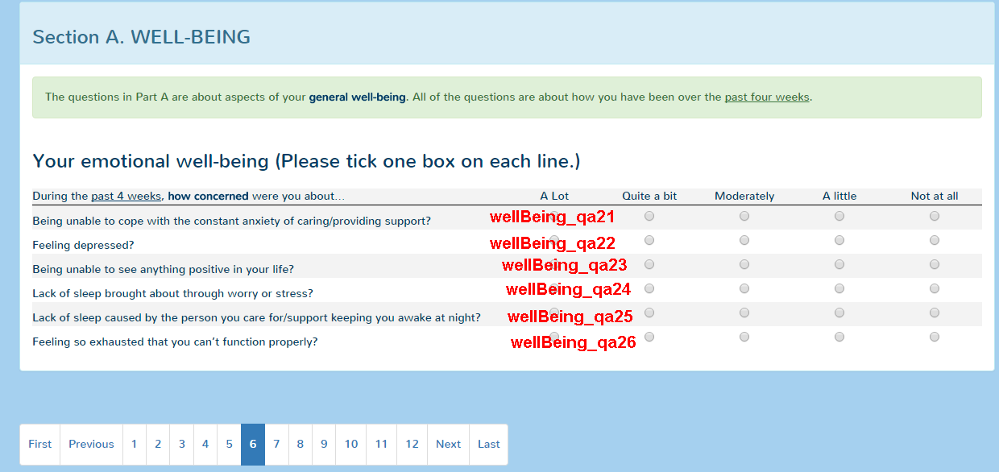 Section A. WELL-BEING
The questions in Part A are about aspects of your general well-being. All of the questions are about how you have been over the past four weeks.
Your emotional well-being (Please tick one box on each line.)
During the past 4 weeks, how concerned were you about... A Lot Quite a bit Moderately A little Not at all
Being unable to cope with the constant anxiety of caring/providing support? wellBeing_qa21
Feeling depressed? wellBeing_qa22
Being unable to see anything positive in your life? wellBeing_qa23
Lack of sleep brought about through worry or stress? wellBeing_qa24
Lack of sleep caused by the person you care for/support keeping you awake at night? wellBeing_qa25
Feeling so exhausted that you can’t function properly? wellBeing_qa26
First Previous 1 2 3 4 5 6 7 8 9 10 11 12 Next Last